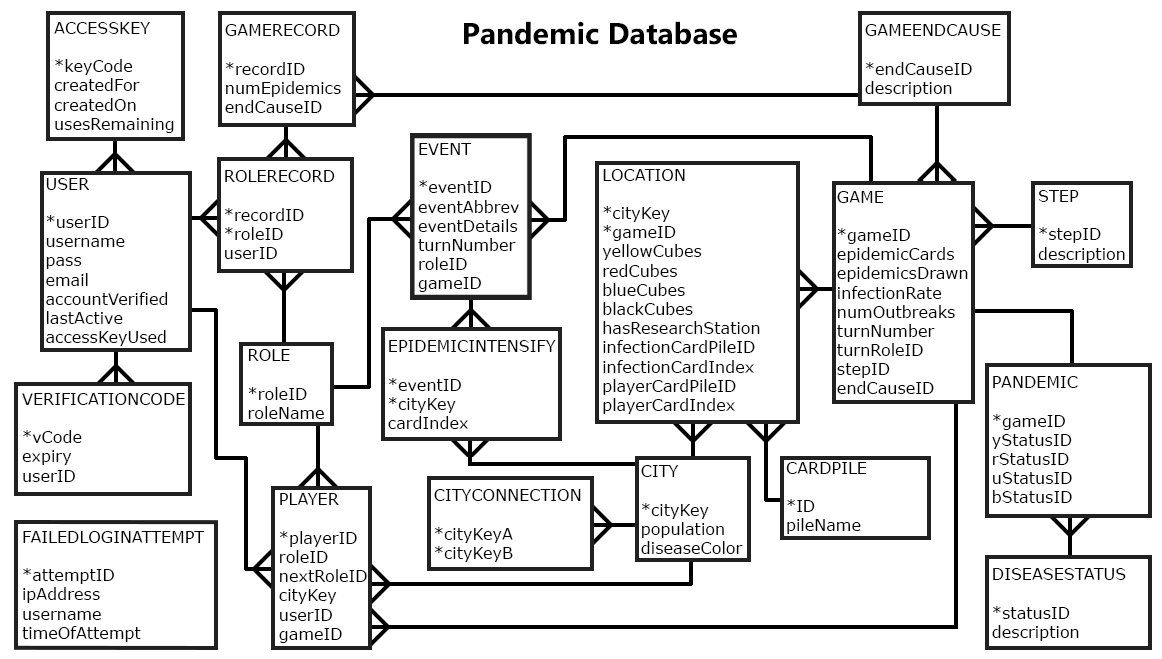 Pandemic Database
ACCESSKEY
*keyCode
createdFor
createdOn
usesRemaining
GAMERECORD
*recordID
numEpidemics
endCauseID
GAMEENDCAUSE
*endCauseID
description
USER
*userID
username
pass
email
accountVerified
lastActive
accessKeyUsed
ROLERECORD
*recordID
*roleID
userID
EVENT
*eventID
eventAbbrev
eventDetails
turnNumber
roleID
gameID
LOCATION
*cityKey
*gameID
yellowCubes
redCubes
blueCubes
blackCubes
hasResearchStation
infectionCardPileID
infectionCardIndex
playerCardPileID
playerCardIndex
GAME
*gameID
epidemicCards
epidemicsDrawn
infectionRate
numOutbreaks
turnNumber
turnRoleID
stepID
endCauseID
STEP
*stepID
description
ROLE
*roleID
roleName
EPIDEMICINTENSIFY
*eventID
*cityKey
cardIndex
PANDEMIC
*gameID
yStatusID
rStatusID
uStatusID
bStatusID
VERIFICATIONCODE
*vCode
expiry
userID
PLAYER
*playerID
roleID
nextRoleID
cityKey
userID
gameID
CITYCONNECTION
*cityKeyA
*cityKeyB
CITY
*cityKey
population
diseaseColor
CARDPILE
*ID
pileName
FAILEDLOGINATTEMPT
*attemptID
ipAddress
username
timeOfAttempt
DISEASESTATUS
*statusID
description